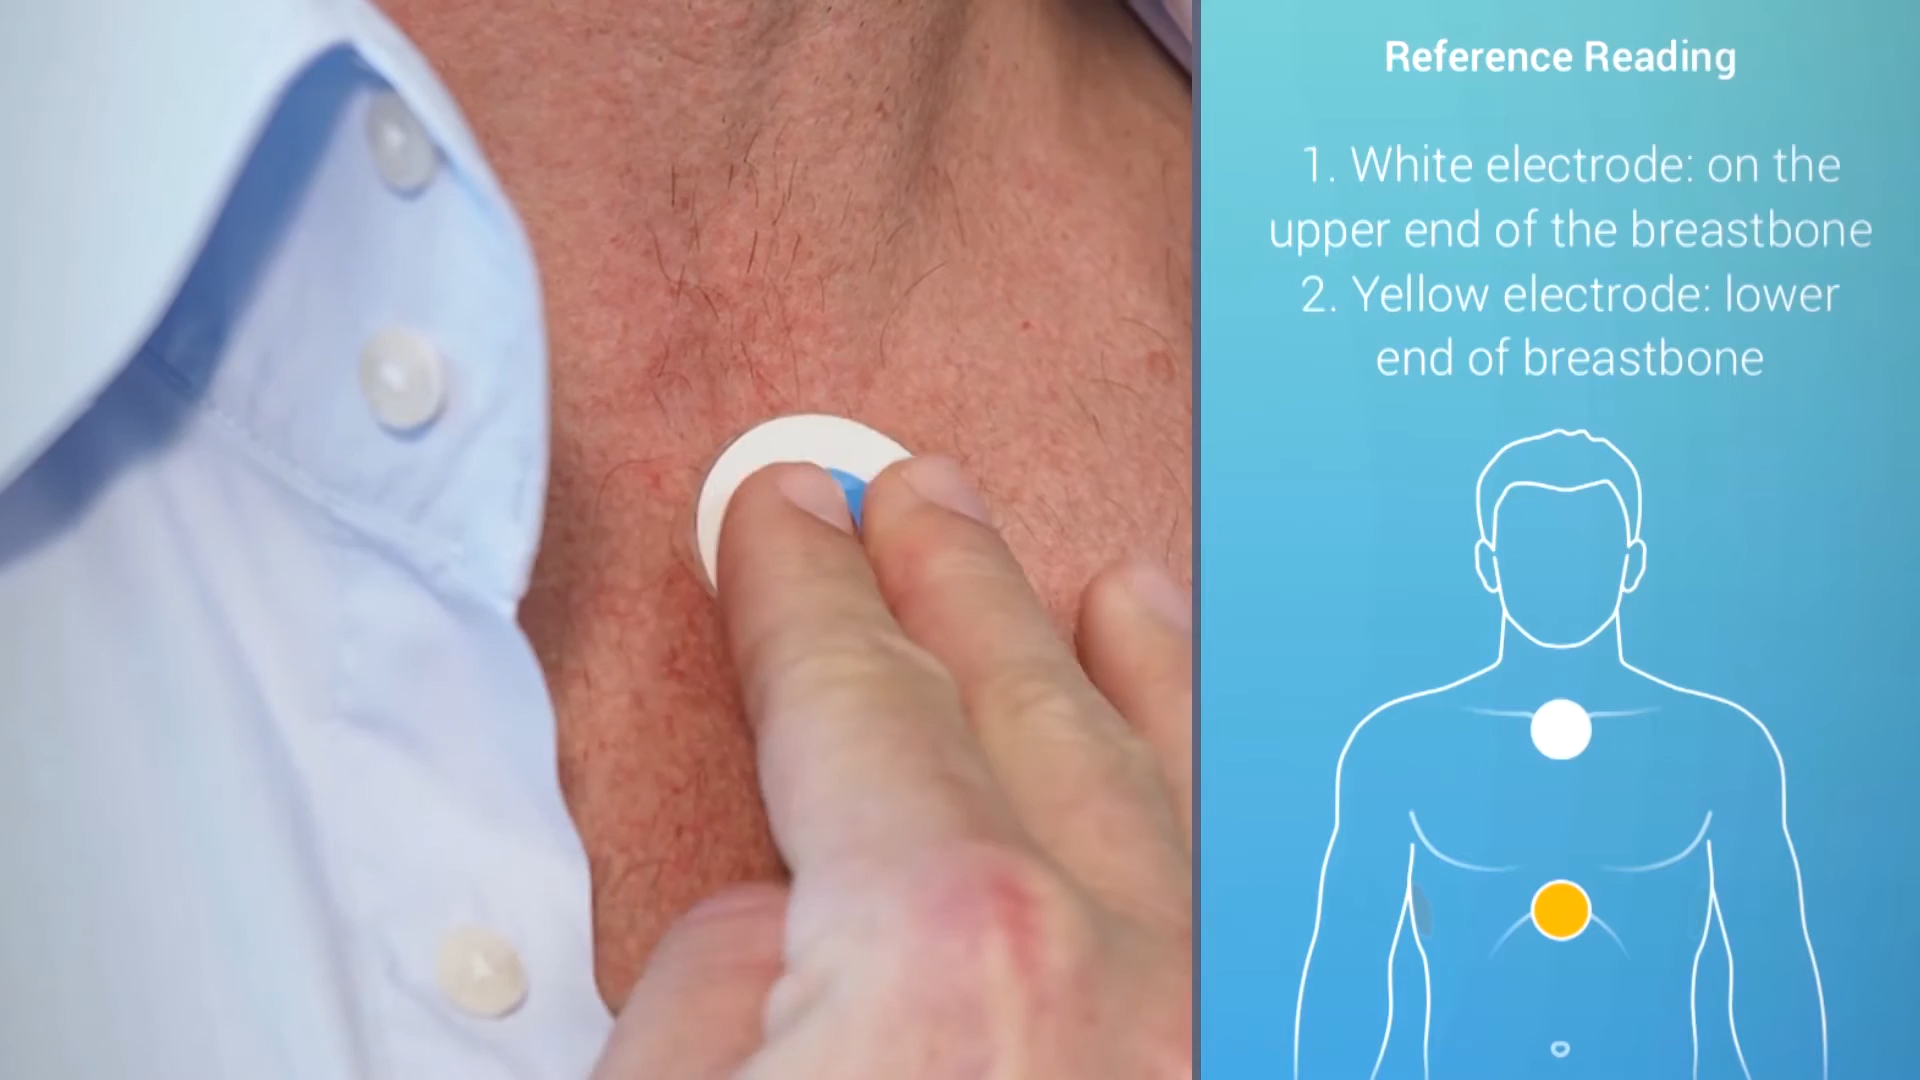 Reference Reading
1. White electrode: on the
upper end of the breastbone
2. Yellow electrode: lower
end of breastbone